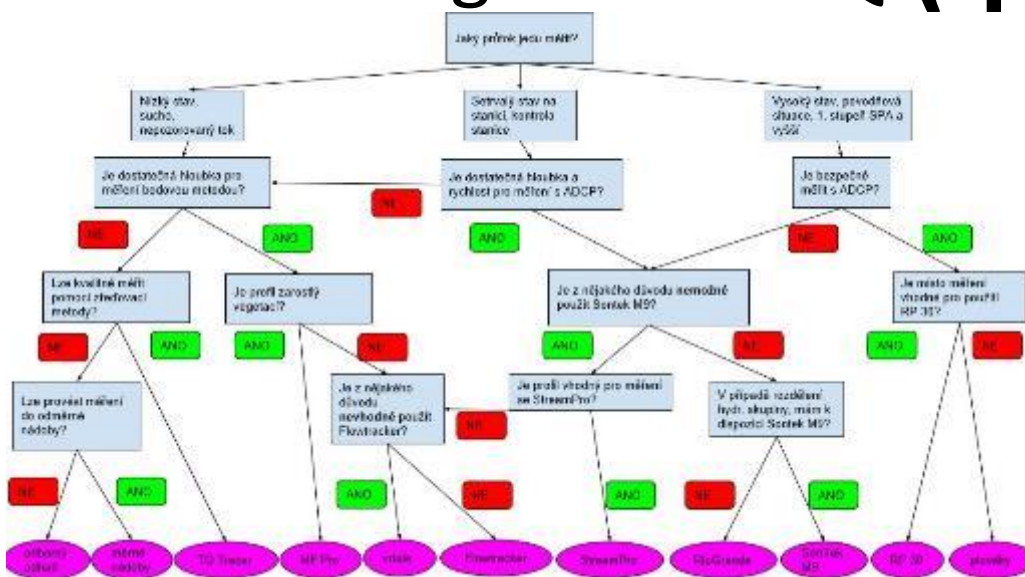 Jaký průtok jedu měřit?
Nízký stav,
sucho,
nepozorovaný tok
Setrvalý stav na
stanici, kontrola
stanice
Vysoký stav, povodňová
situace, 1. stupeň SPA a
vyšší
Je dostatečná hloubka pro
měření bodovou metodou?
Je dostatečná hloubka a
rychlost pro měření s ADCP?
Je bezpečné
měřit s ADCP?
NE
NE
ANO
ANO
NE
ANO
Lze kvalitně měřit
pomocí zřeďovací
metody?
Je profil zarostlý
vegetací?
Je z nějakého důvodu nemožné
použít Sontek M9?
Je místo měření
vhodné pro použití
RP 30?
NE
ANO
ANO
NE
ANO
NE
ANO
NE
Lze provést měření
do odměrné
nádoby?
Je z nějakého
důvodu
nevhodné použít
Flowtracker?
Je profil vhodný pro měření
se StreamPro?
V případě rozdělení
hydr. skupiny, mám k
dispozici Sontek M9?
NE
NE
ANO
ANO
NE
ANO
NE
ANO
odborný
odhad
měrné
nádoby
TQ Tracer
MF Pro
vrtule
Flowtracker
StreamPro
RioGrande
SonTek
M9
RP 30
plováky